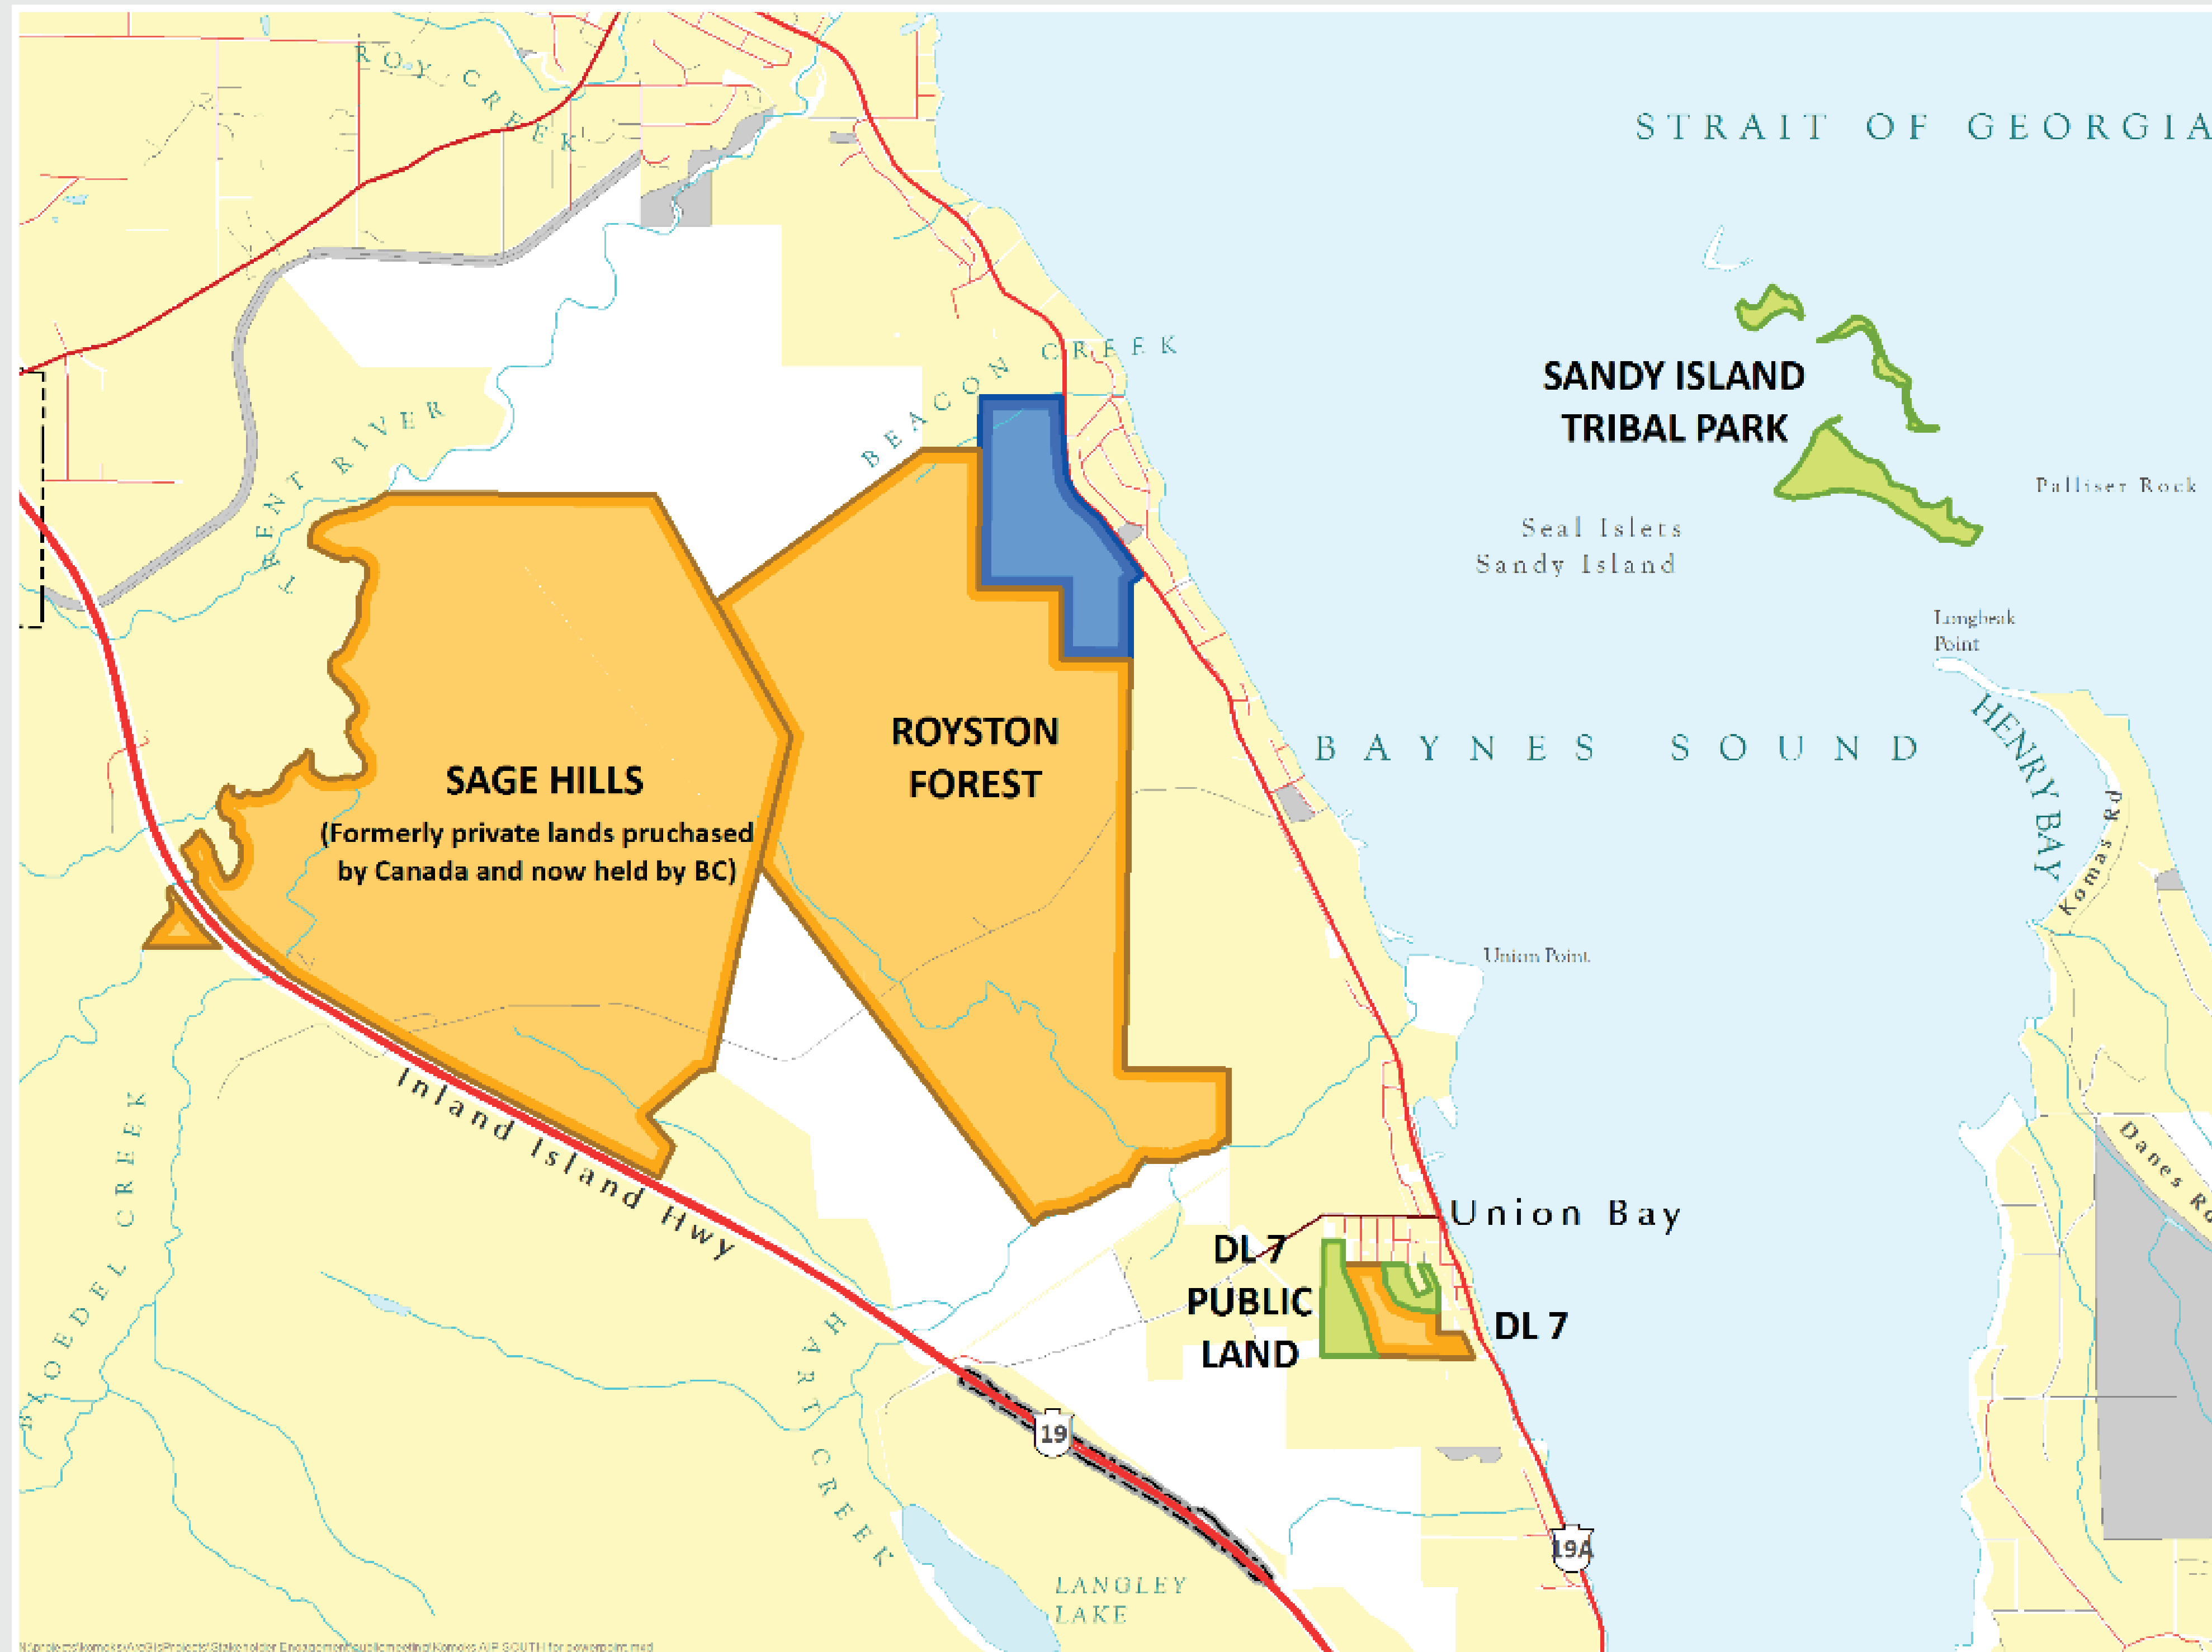 ROY CREEK
STRAIT OF GEORGIA
BEACON CREEK
SANDY ISLAND
TRIBAL PARK
TRENT RIVER
Palliser Rock
Seal Islets
Sandy Island
Longbeak
Point
HENRY BAY
Komas Rd
ROYSTON
FOREST
BAYNES SOUND
SAGE HILLS
(Formerly private lands pruchased
by Canada and now held by BC)
Union Point
Inland Island Hwy
BLOEDEL CREEK
Danes Rd
Union Bay
DL 7
PUBLIC
LAND
DL 7
HART CREEK
19
19A
LANGLEY
LAKE